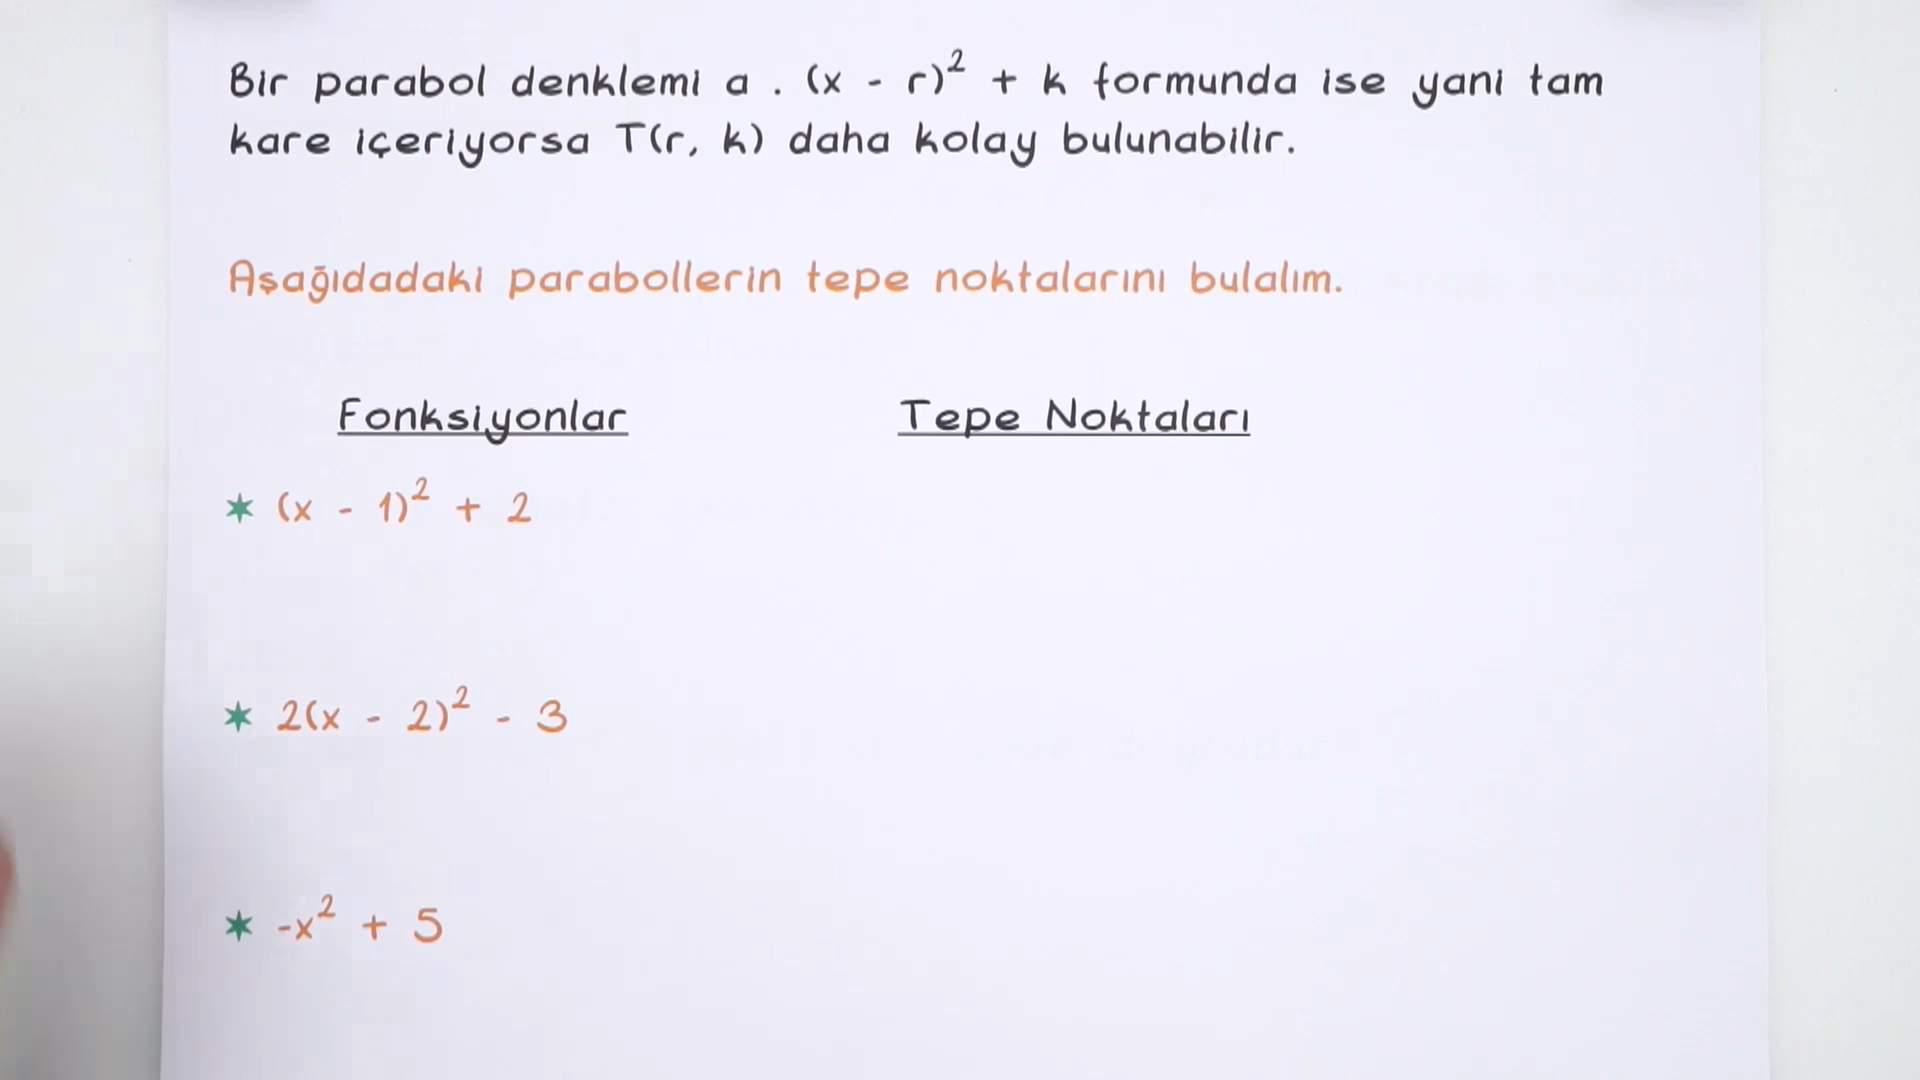 Bir parabol denklemi a . (x - r)² + k formunda ise yani tam
kare içeriyorsa T(r, k) daha kolay bulunabilir.
Aşağıdadaki parabollerin tepe noktalarını bulalım.
Fonksiyonlar Tepe Noktaları
✶ (x - 1)² + 2
✶ 2(x - 2)² - 3
✶ -x² + 5